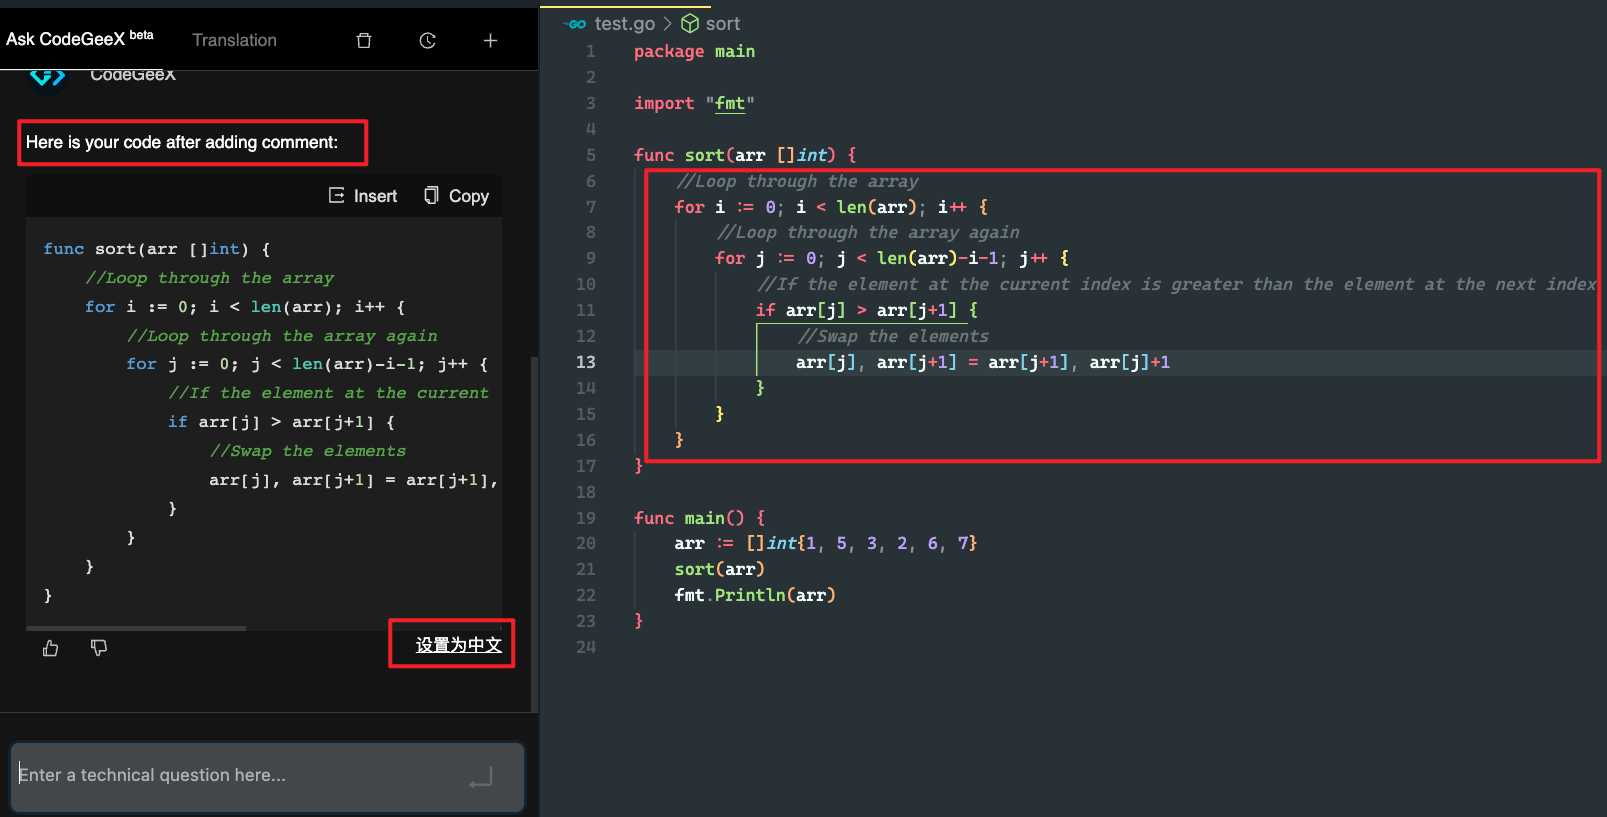 Ask CodeGeeX beta
Translation
CodeGeeX
Here is your code after adding comment:
Insert
Copy
func sort(arr []int) {
//Loop through the array
for i := 0; i < len(arr); i++ {
//Loop through the array again
for j := 0; j < len(arr)-i-1; j++ {
//If the element at the current
if arr[j] > arr[j+1] {
//Swap the elements
arr[j], arr[j+1] = arr[j+1],
}
}
}
}
设置为中文
Enter a technical question here...
GO test.go > sort
1 package main
2
3 import "fmt"
4
5 func sort(arr []int) {
6 //Loop through the array
7 for i := 0; i < len(arr); i++ {
8 //Loop through the array again
9 for j := 0; j < len(arr)-i-1; j++ {
10 //If the element at the current index is greater than the element at the next index
11 if arr[j] > arr[j+1] {
12 //Swap the elements
13 arr[j], arr[j+1] = arr[j+1], arr[j]+1
14 }
15 }
16 }
17 }
18
19 func main() {
20 arr := []int{1, 5, 3, 2, 6, 7}
21 sort(arr)
22 fmt.Println(arr)
23 }
24